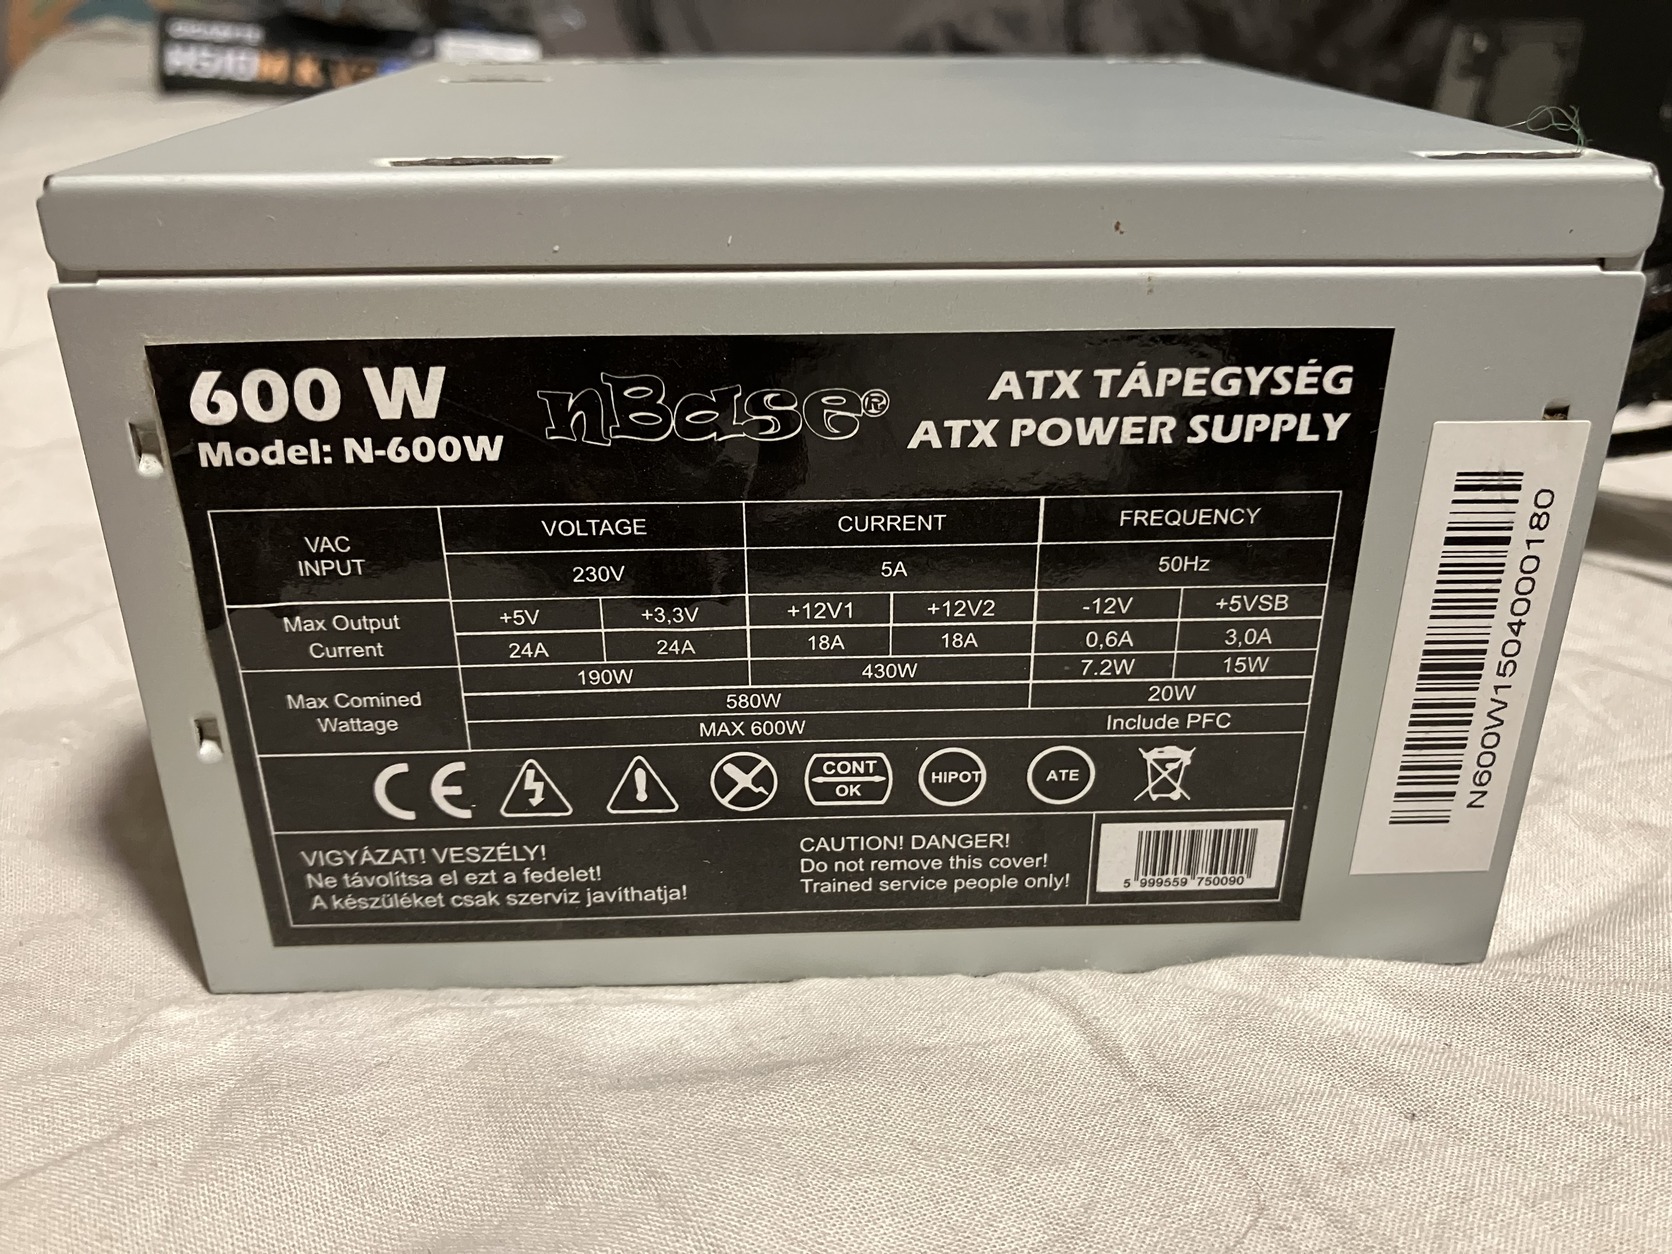 600 W
Model: N-600W
nBase®
ATX TÁPEGYSÉG
ATX POWER SUPPLY
VAC INPUT VOLTAGE CURRENT FREQUENCY
230V 5A 50Hz
Max Output Current +5V +3,3V +12V1 +12V2 -12V +5VSB
24A 24A 18A 18A 0,6A 3,0A
Max Comined Wattage 190W 430W 7.2W 15W
580W 20W
MAX 600W Include PFC
CE CONT OK HIPOT ATE
VIGYÁZAT! VESZÉLY!
Ne távolítsa el ezt a fedelet!
A készüléket csak szerviz javíthatja!
CAUTION! DANGER!
Do not remove this cover!
Trained service people only!
5 999559 750090
N600W1504000180